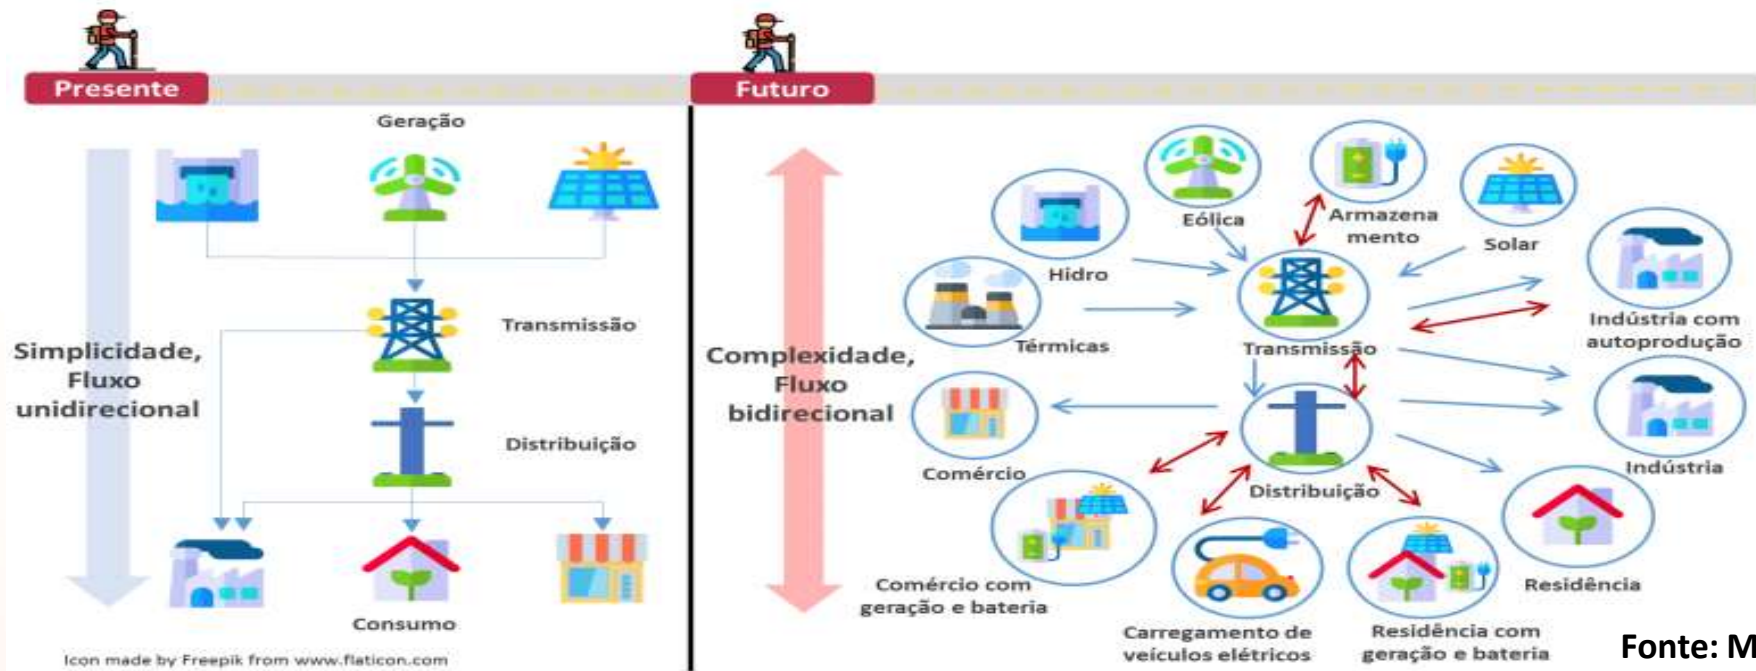 Presente
Geração
Transmissão
Simplicidade,
Fluxo
unidirecional
Distribuição
Consumo
Icon made by Freepik from www.flaticon.com
Futuro
Complexidade,
Fluxo
bidirecional
Eólica
Armazena
mento
Solar
Hidro
Térmicas
Transmissão
Indústria com
autoprodução
Comércio
Distribuição
Indústria
Comércio com
geração e bateria
Carregamento de
veículos elétricos
Residência com
geração e bateria
Residência
Fonte: M